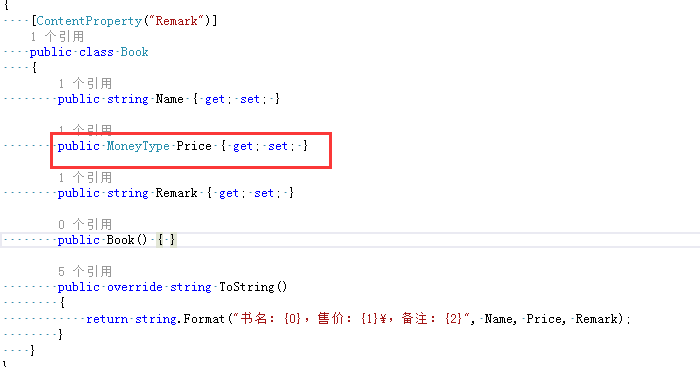 {
[ContentProperty("Remark")]
1 个引用
public class Book
{
1 个引用
public string Name { get; set; }
1 个引用
public MoneyType Price { get; set; }
1 个引用
public string Remark { get; set; }
0 个引用
public Book() { }
5 个引用
public override string ToString()
{
return string.Format("书名：{0}，售价：{1}¥，备注：{2}", Name, Price, Remark);
}
}
}